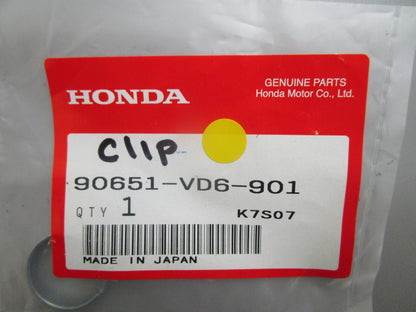 GENUINE PARTS
HONDA Honda Motor Co., Ltd.
CLIP
90651-VD6-901
QTY 1 K7S07
MADE IN JAPAN